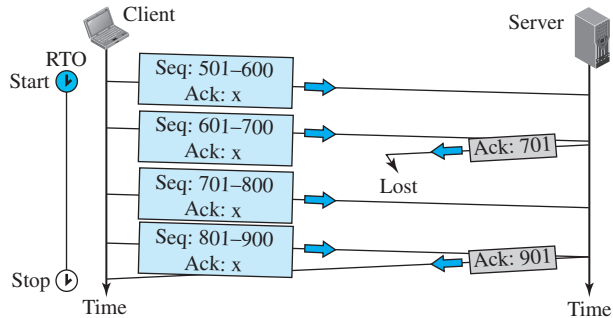 Client
Server
RTO
Start
Seq: 501–600
Ack: x
Seq: 601–700
Ack: x
Ack: 701
Lost
Seq: 701–800
Ack: x
Seq: 801–900
Ack: x
Ack: 901
Stop
Time
Time